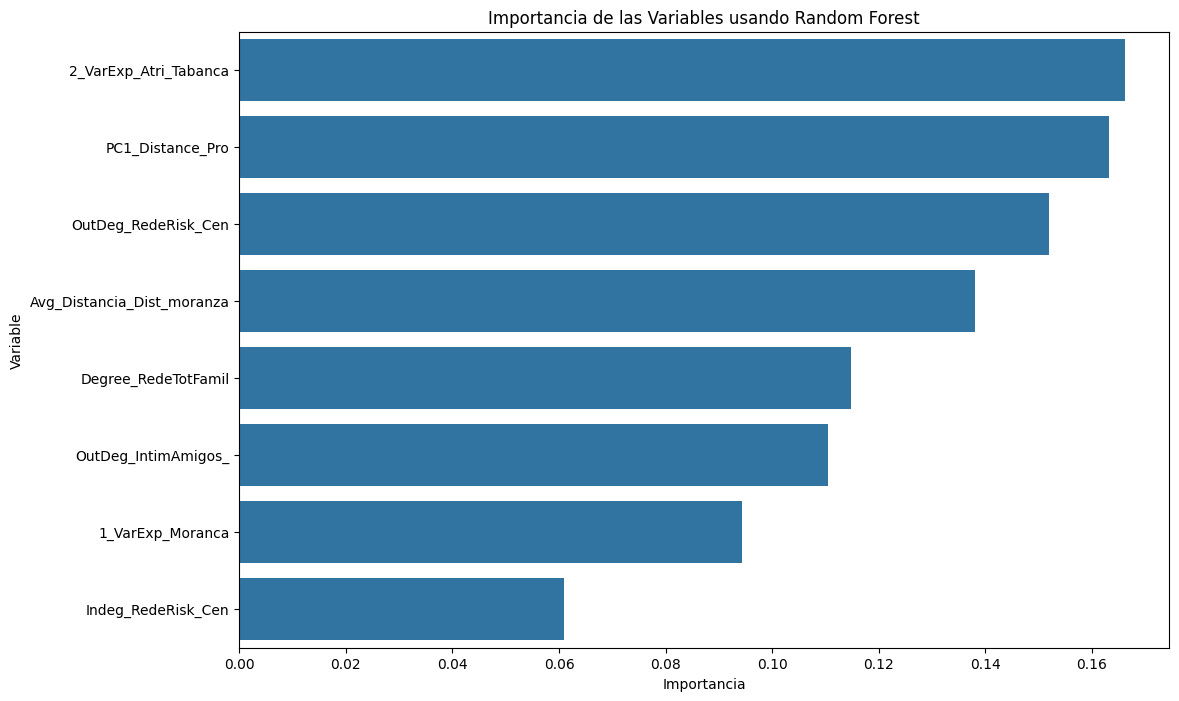 Importancia de las Variables usando Random Forest
2_VarExp_Atri_Tabanca
PC1_Distance_Pro
OutDeg_RedeRisk_Cen
Avg_Distancia_Dist_moranza
Degree_RedeTotFamil
OutDeg_IntimAmigos_
1_VarExp_Moranca
Indeg_RedeRisk_Cen
Variable
0.00 0.02 0.04 0.06 0.08 0.10 0.12 0.14 0.16
Importancia